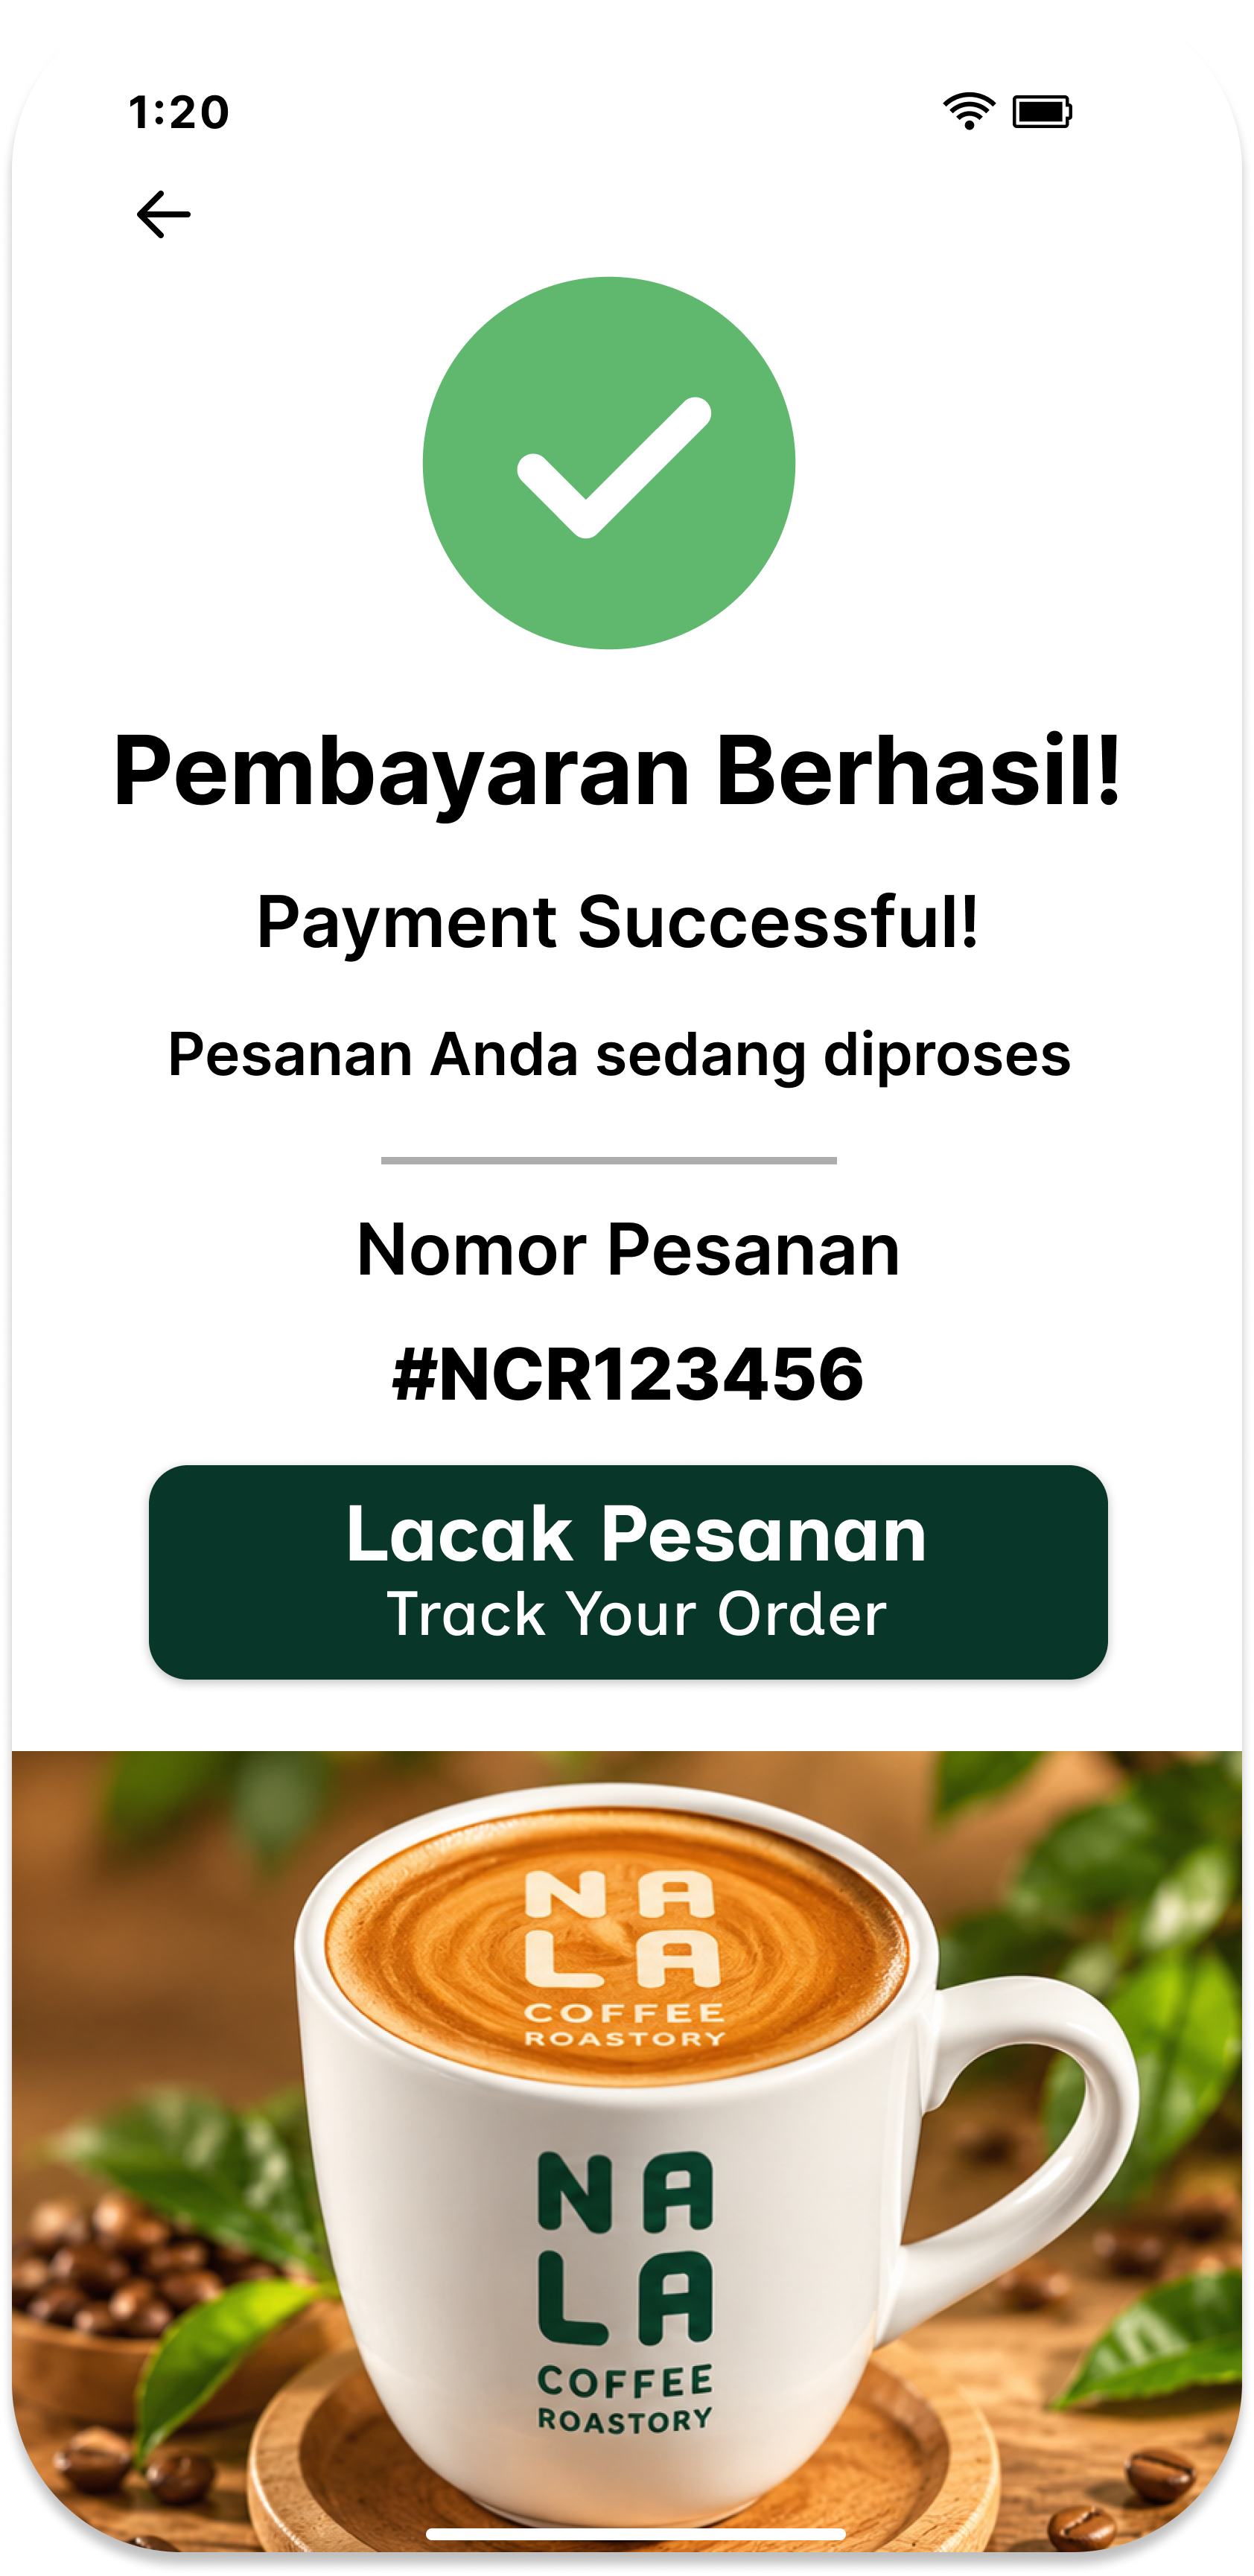 1:20
Pembayaran Berhasil!
Payment Successful!
Pesanan Anda sedang diproses
Nomor Pesanan
#NCR123456
Lacak Pesanan
Track Your Order
NA
LA
COFFEE
ROASTORY
NA
LA
COFFEE
ROASTORY